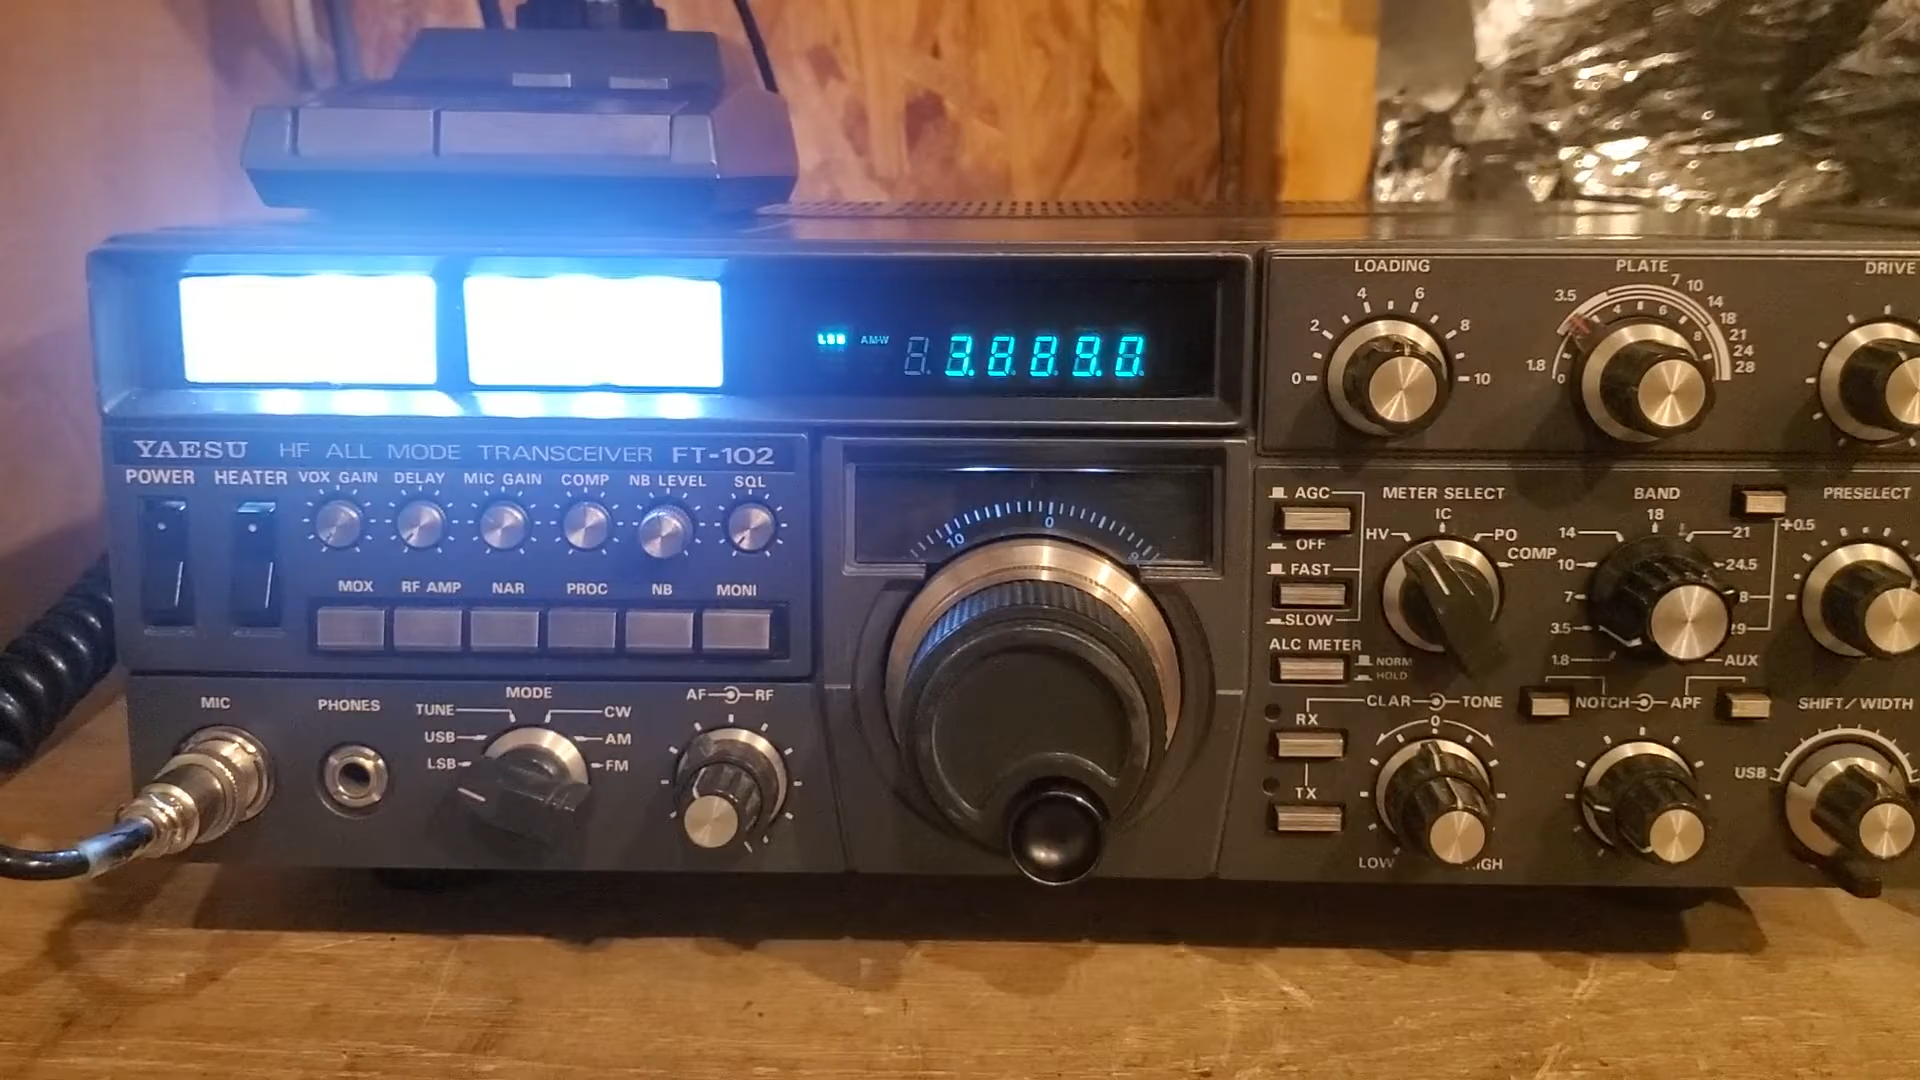 LOADING
PLATE
DRIVE
4 6
2 8
0 10
3.5 7 10 14 18 21 24 28
1.8
4 6 8
0
LSB AM·W
YAESU HF ALL MODE TRANSCEIVER FT-102
POWER HEATER VOX GAIN DELAY MIC GAIN COMP NB LEVEL SQL
MOX RF AMP NAR PROC NB MONI
10 0
AGC
OFF
FAST
SLOW
ALC METER
NORM
HOLD
METER SELECT
IC
HV PO
COMP
BAND
18
14 21
10 24.5
7
3.5 29
1.8 AUX
+0.5
PRESELECT
MIC
PHONES
MODE
TUNE CW
USB AM
LSB FM
AF RF
RX
TX
CLAR TONE
0
LOW HIGH
NOTCH APF
SHIFT/WIDTH
USB